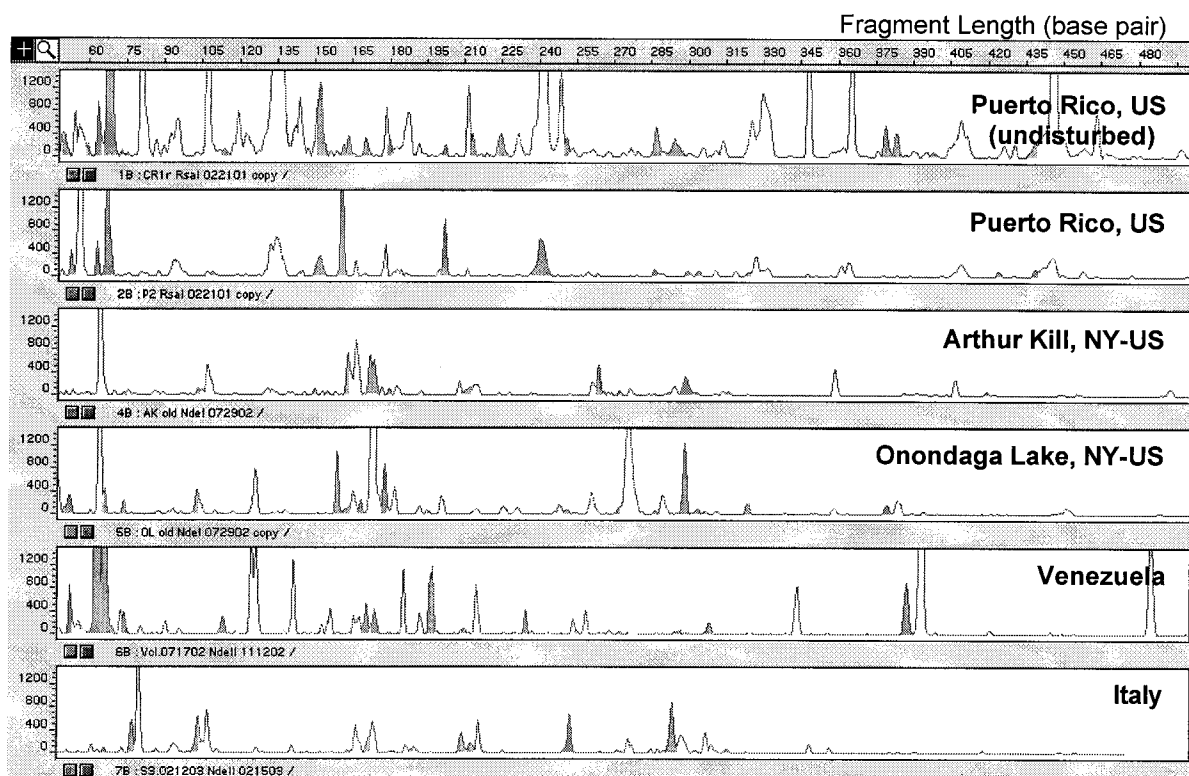 Fragment Length (base pair)
60 75 90 105 120 135 150 165 180 195 210 225 240 255 270 285 300 315 330 345 360 375 390 405 420 435 450 465 480
1200
800
400
0
Puerto Rico, US
(undisturbed)
1B : CR1r RsaI 022101 copy /
1200
800
400
0
Puerto Rico, US
2B : P2 RsaI 022101 copy /
1200
800
400
0
Arthur Kill, NY-US
4B : AK old NdeI 072902 /
1200
800
400
0
Onondaga Lake, NY-US
5B : OL old NdeI 072902 copy /
1200
800
400
0
Venezuela
6B : Vol.071702 NdeII 111202 /
1200
800
400
0
Italy
7B : S3.021203 NdeII 021503 /